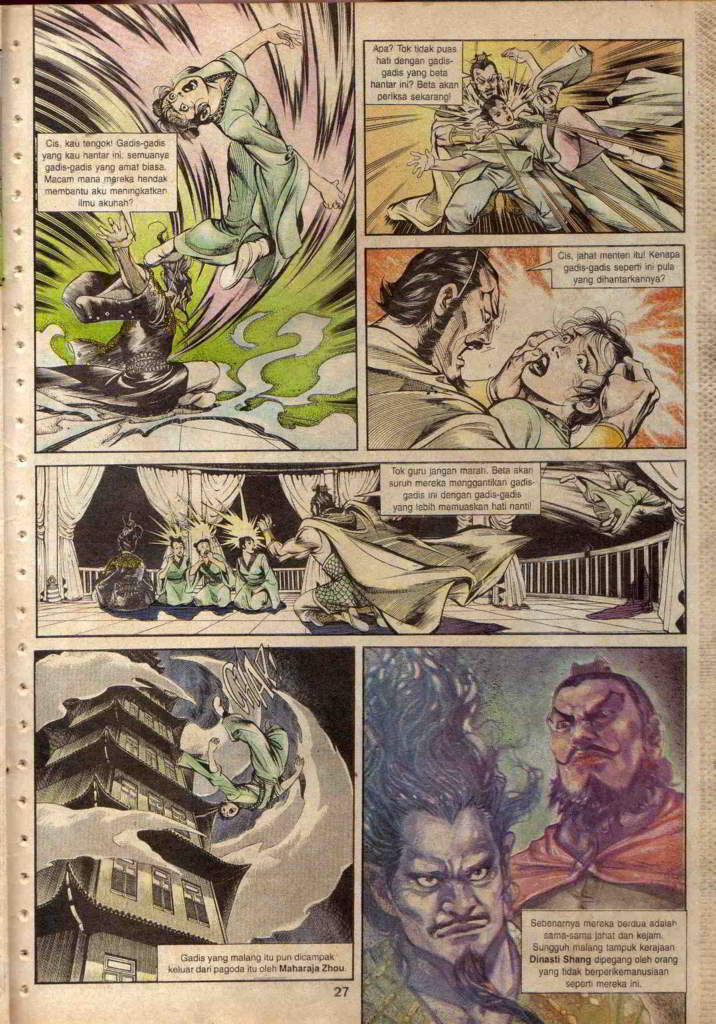 Cis, kau tengok! Gadis-gadis
yang kau hantar ini, semuanya
gadis-gadis yang amat biasa.
Macam mana mereka hendak
membantu aku meningkatkan
ilmu akuhah?
Apa? Tok tidak puas
hati dengan gadis-
gadis yang beta
hantar ini? Beta akan
periksa sekarang!
Cis, jahat menteri itu! Kenapa
gadis-gadis seperti ini pula
yang dihantarkannya?
Tok guru jangan marah. Beta akan
suruh mereka menggantikan gadis-
gadis ini dengan gadis-gadis
yang lebih memuaskan hati nanti!
Gadis yang malang itu pun dicampak
keluar dari pagoda itu oleh Maharaja Zhou.
Sebenarnya mereka berdua adalah
sama-sama jahat dan kejam.
Sungguh malang tampuk kerajaan
Dinasti Shang dipegang oleh orang
yang tidak berperikemanusiaan
seperti mereka ini.
27